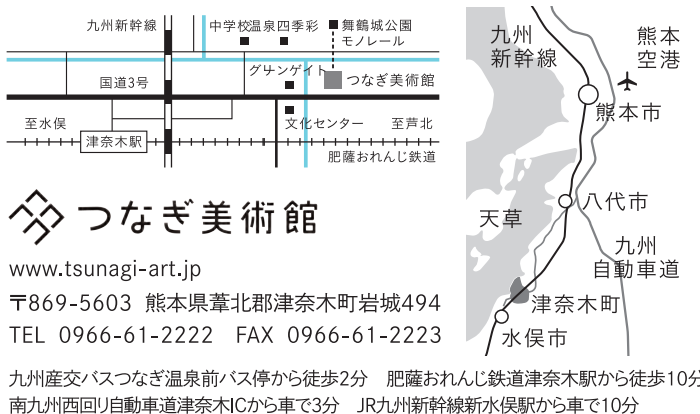 九州新幹線
中学校
温泉四季彩
舞鶴城公園
モノレール
国道3号
グリーンゲイト
つなぎ美術館
至水俣
津奈木駅
文化センター
至芦北
肥薩おれんじ鉄道
つなぎ美術館
www.tsunagi-art.jp
〒869-5603 熊本県葦北郡津奈木町岩城494
TEL 0966-61-2222 FAX 0966-61-2223
九州産交バスつなぎ温泉前バス停から徒歩2分 肥薩おれんじ鉄道津奈木駅から徒歩10分
南九州西回り自動車道津奈木ICから車で3分 JR九州新幹線新水俣駅から車で10分
九州
新幹線
熊本
空港
熊本市
八代市
天草
九州
自動車道
津奈木町
水俣市